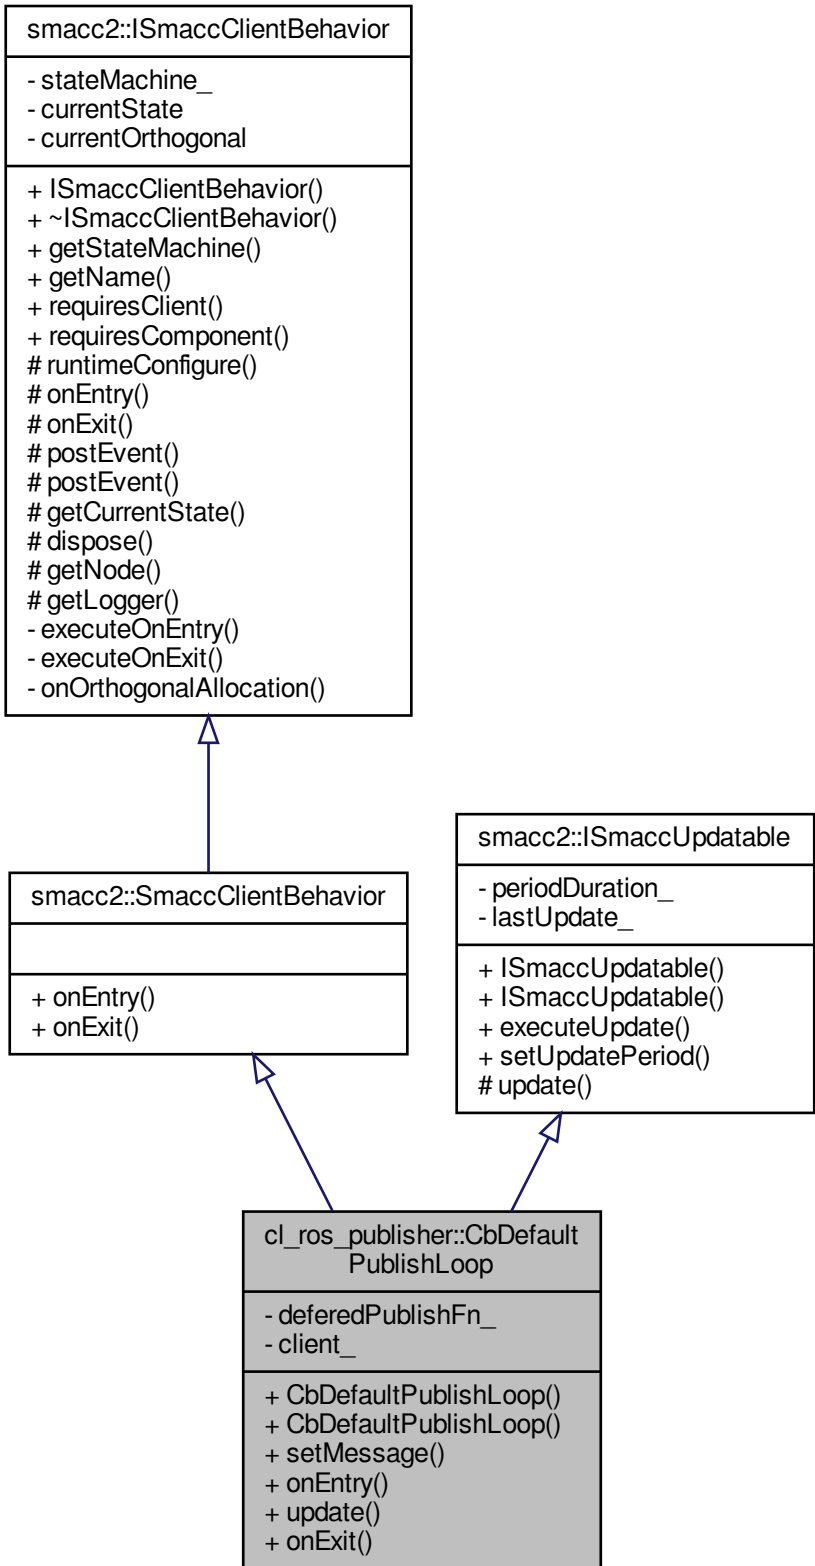 smacc2::ISmaccClientBehavior
- stateMachine_
- currentState
- currentOrthogonal
+ ISmaccClientBehavior()
+ ~ISmaccClientBehavior()
+ getStateMachine()
+ getName()
+ requiresClient()
+ requiresComponent()
# runtimeConfigure()
# onEntry()
# onExit()
# postEvent()
# postEvent()
# getCurrentState()
# dispose()
# getNode()
# getLogger()
- executeOnEntry()
- executeOnExit()
- onOrthogonalAllocation()
smacc2::SmaccClientBehavior
+ onEntry()
+ onExit()
smacc2::ISmaccUpdatable
- periodDuration_
- lastUpdate_
+ ISmaccUpdatable()
+ ISmaccUpdatable()
+ executeUpdate()
+ setUpdatePeriod()
# update()
cl_ros_publisher::CbDefault
PublishLoop
- deferedPublishFn_
- client_
+ CbDefaultPublishLoop()
+ CbDefaultPublishLoop()
+ setMessage()
+ onEntry()
+ update()
+ onExit()